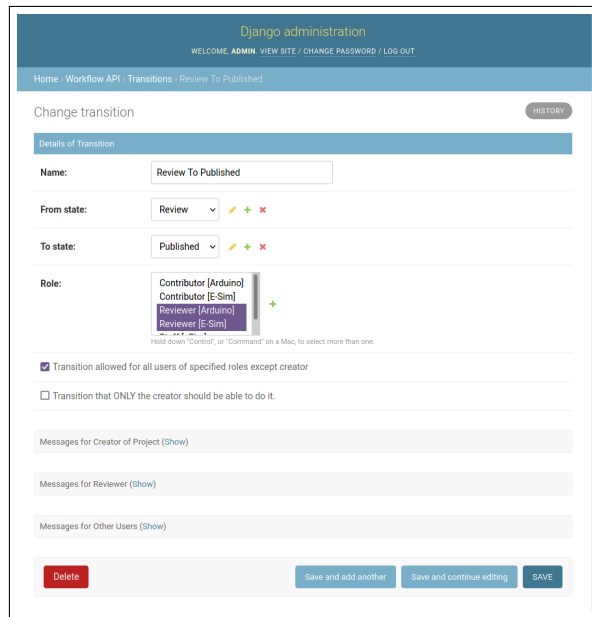 Django administration
WELCOME, ADMIN. VIEW SITE / CHANGE PASSWORD / LOG OUT
Home › Workflow API › Transitions › Review To Published
Change transition
HISTORY
Details of Transition
Name:
Review To Published
From state:
Review
To state:
Published
Role:
Contributor [Arduino]
Contributor [E-Sim]
Reviewer [Arduino]
Reviewer [E-Sim]
Hold down "Control", or "Command" on a Mac, to select more than one.
Transition allowed for all users of specified roles except creator
Transition that ONLY the creator should be able to do it.
Messages for Creator of Project (Show)
Messages for Reviewer (Show)
Messages for Other Users (Show)
Delete
Save and add another
Save and continue editing
SAVE